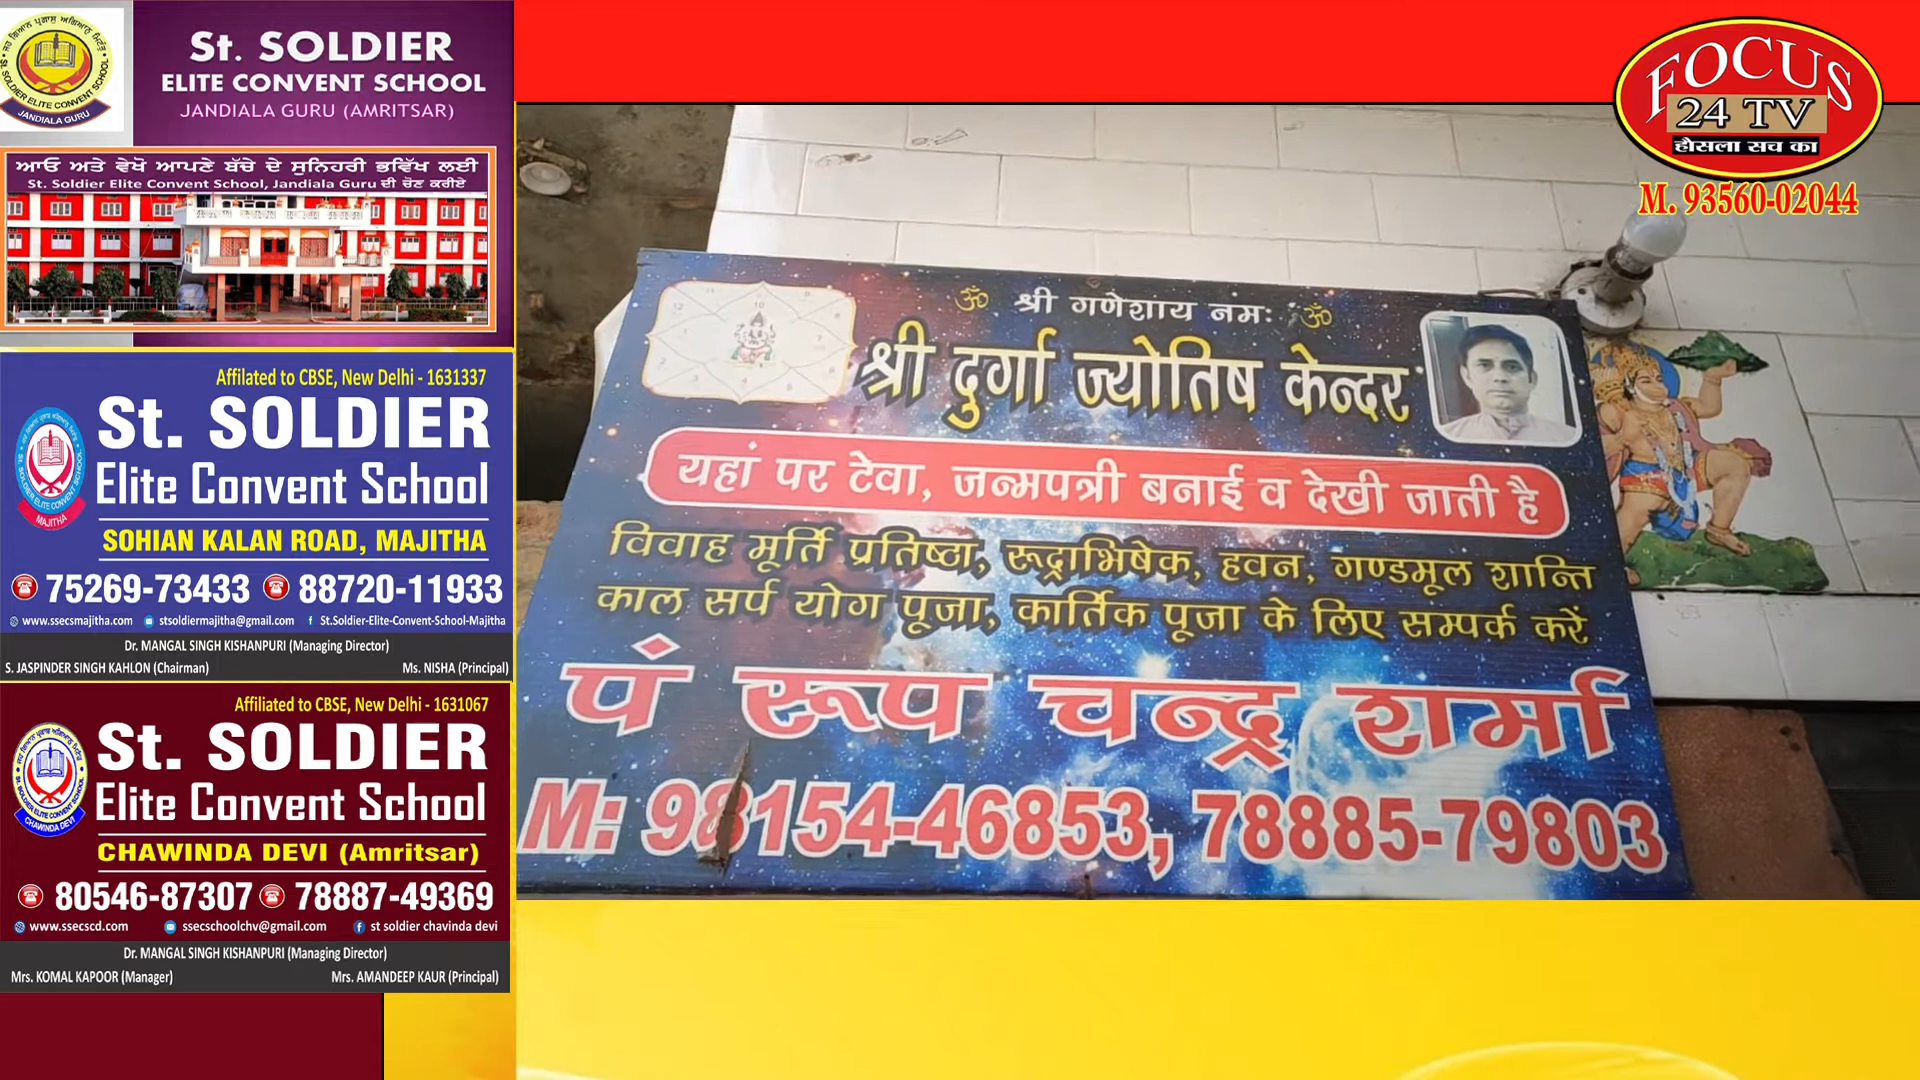 St. SOLDIER
ELITE CONVENT SCHOOL
JANDIALA GURU (AMRITSAR)
JANDIALA GURU
ਆਓ ਅਤੇ ਵੇਖੋ ਆਪਣੇ ਬੱਚੇ ਦੇ ਸੁਨਿਹਰੀ ਭਵਿੱਖ ਲਈ
St. Soldier Elite Convent School, Jandiala Guru ਦੀ ਚੋਣ ਕਰੀਏ
Affilated to CBSE, New Delhi - 1631337
St. SOLDIER
Elite Convent School
MAJITHA
SOHIAN KALAN ROAD, MAJITHA
75269-73433 88720-11933
www.ssecsmajitha.com stsoldiermajitha@gmail.com St.Soldier-Elite-Convent-School-Majitha
Dr. MANGAL SINGH KISHANPURI (Managing Director)
S. JASPINDER SINGH KAHLON (Chairman) Ms. NISHA (Principal)
Affiliated to CBSE, New Delhi - 1631067
St. SOLDIER
Elite Convent School
CHAWINDA DEVI
CHAWINDA DEVI (Amritsar)
80546-87307 78887-49369
www.ssecscd.com ssecschoolchv@gmail.com st soldier chavinda devi
Dr. MANGAL SINGH KISHANPURI (Managing Director)
Mrs. KOMAL KAPOOR (Manager) Mrs. AMANDEEP KAUR (Principal)
FOCUS
24 TV
हौसला सच का
M. 93560-02044
ॐ श्री गणेशाय नमः ॐ
श्री दुर्गा ज्योतिष केन्दर
यहां पर टेवा, जन्मपत्री बनाई व देखी जाती है
विवाह मूर्ति प्रतिष्ठा, रूद्राभिषेक, हवन, गण्डमूल शान्ति
काल सर्प योग पूजा, कार्तिक पूजा के लिए सम्पर्क करें
पं रूप चन्द्र शर्मा
M: 98154-46853, 78885-79803